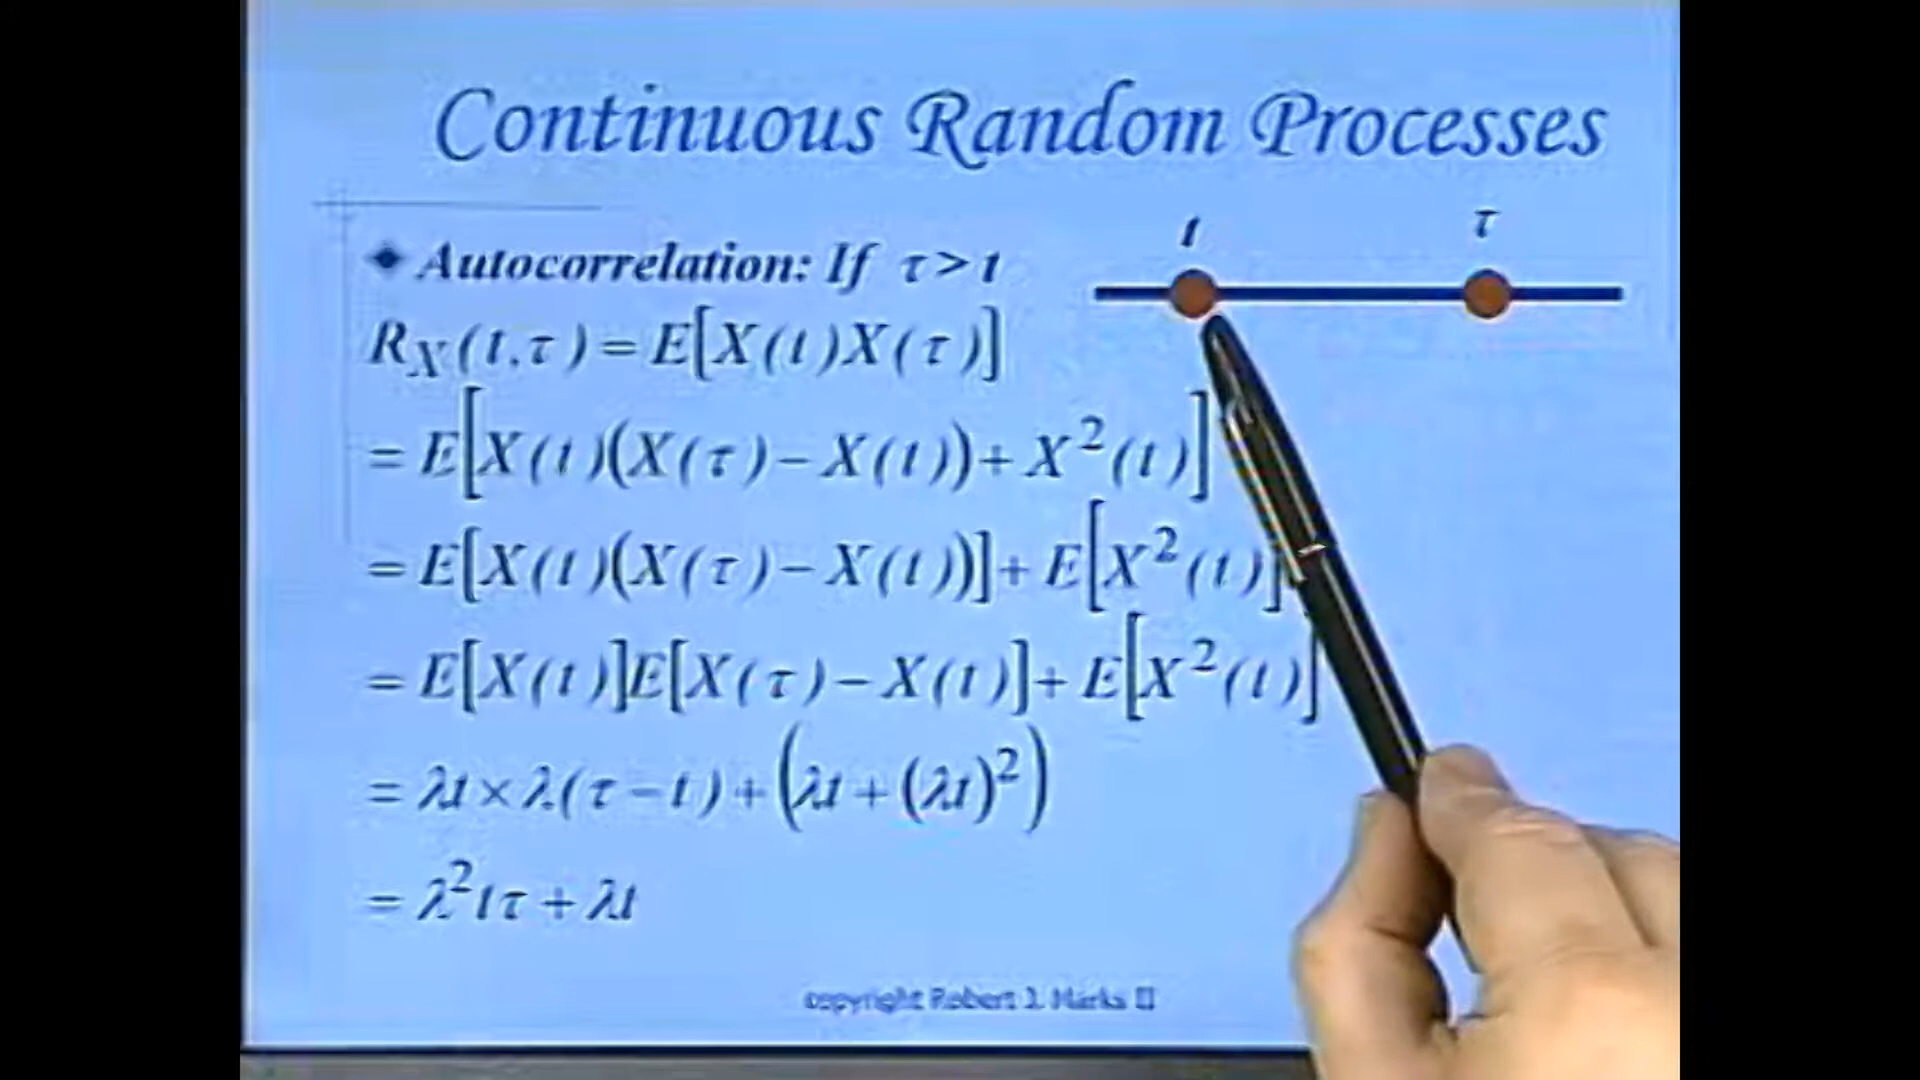 Continuous Random Processes
t τ
Autocorrelation: If τ > t
R_X(t,τ) = E[X(t)X(τ)]
= E[X(t)(X(τ) − X(t)) + X²(t)]
= E[X(t)(X(τ) − X(t))] + E[X²(t)]
= E[X(t)]E[X(τ) − X(t)] + E[X²(t)]
= λt × λ(τ − t) + (λt + (λt)²)
= λ²tτ + λt
copyright Robert J. Marks II